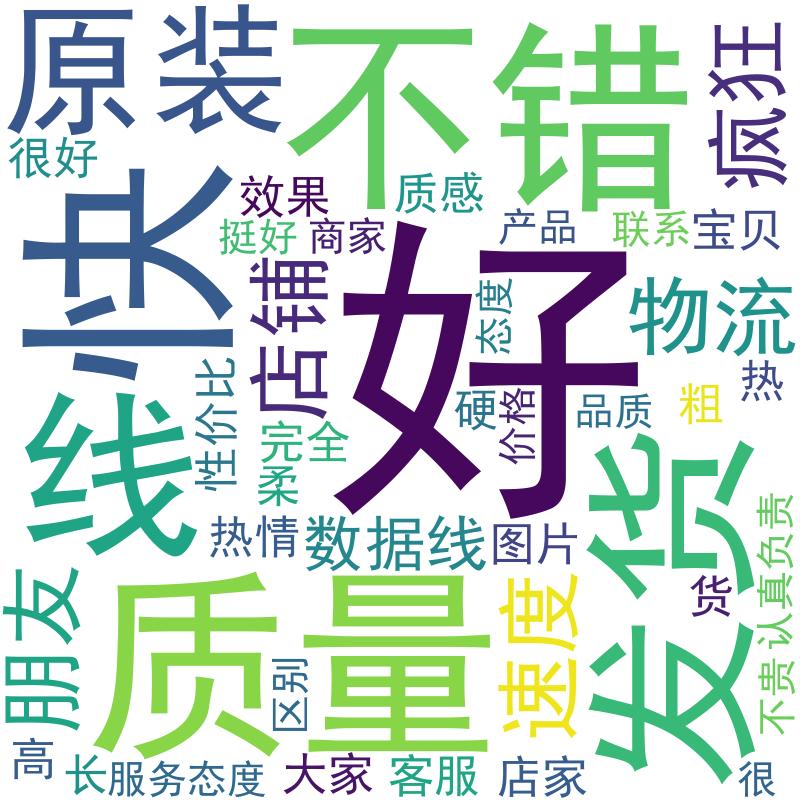 原装
不错
疯狂
很好
快
效果
质感
挺好
商家
产品
联系
宝贝
店铺
好
态度
物流
线
性价比
硬
价格
品质
粗
热
完全
柔
发货
热情
数据线
图片
朋友
质量
速度
货
认真负责
区别
不贵
高
长
服务态度
大家
客服
店家
很